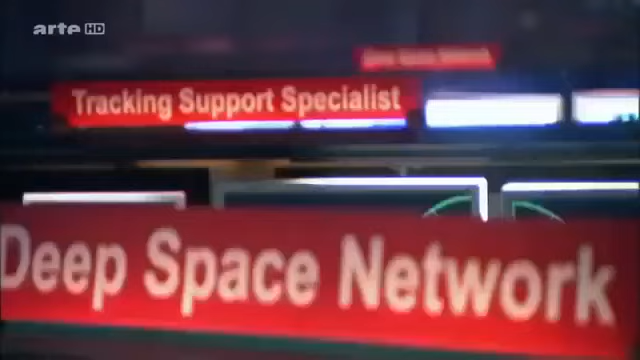 arte HD
Tracking Support Specialist
Deep Space Network